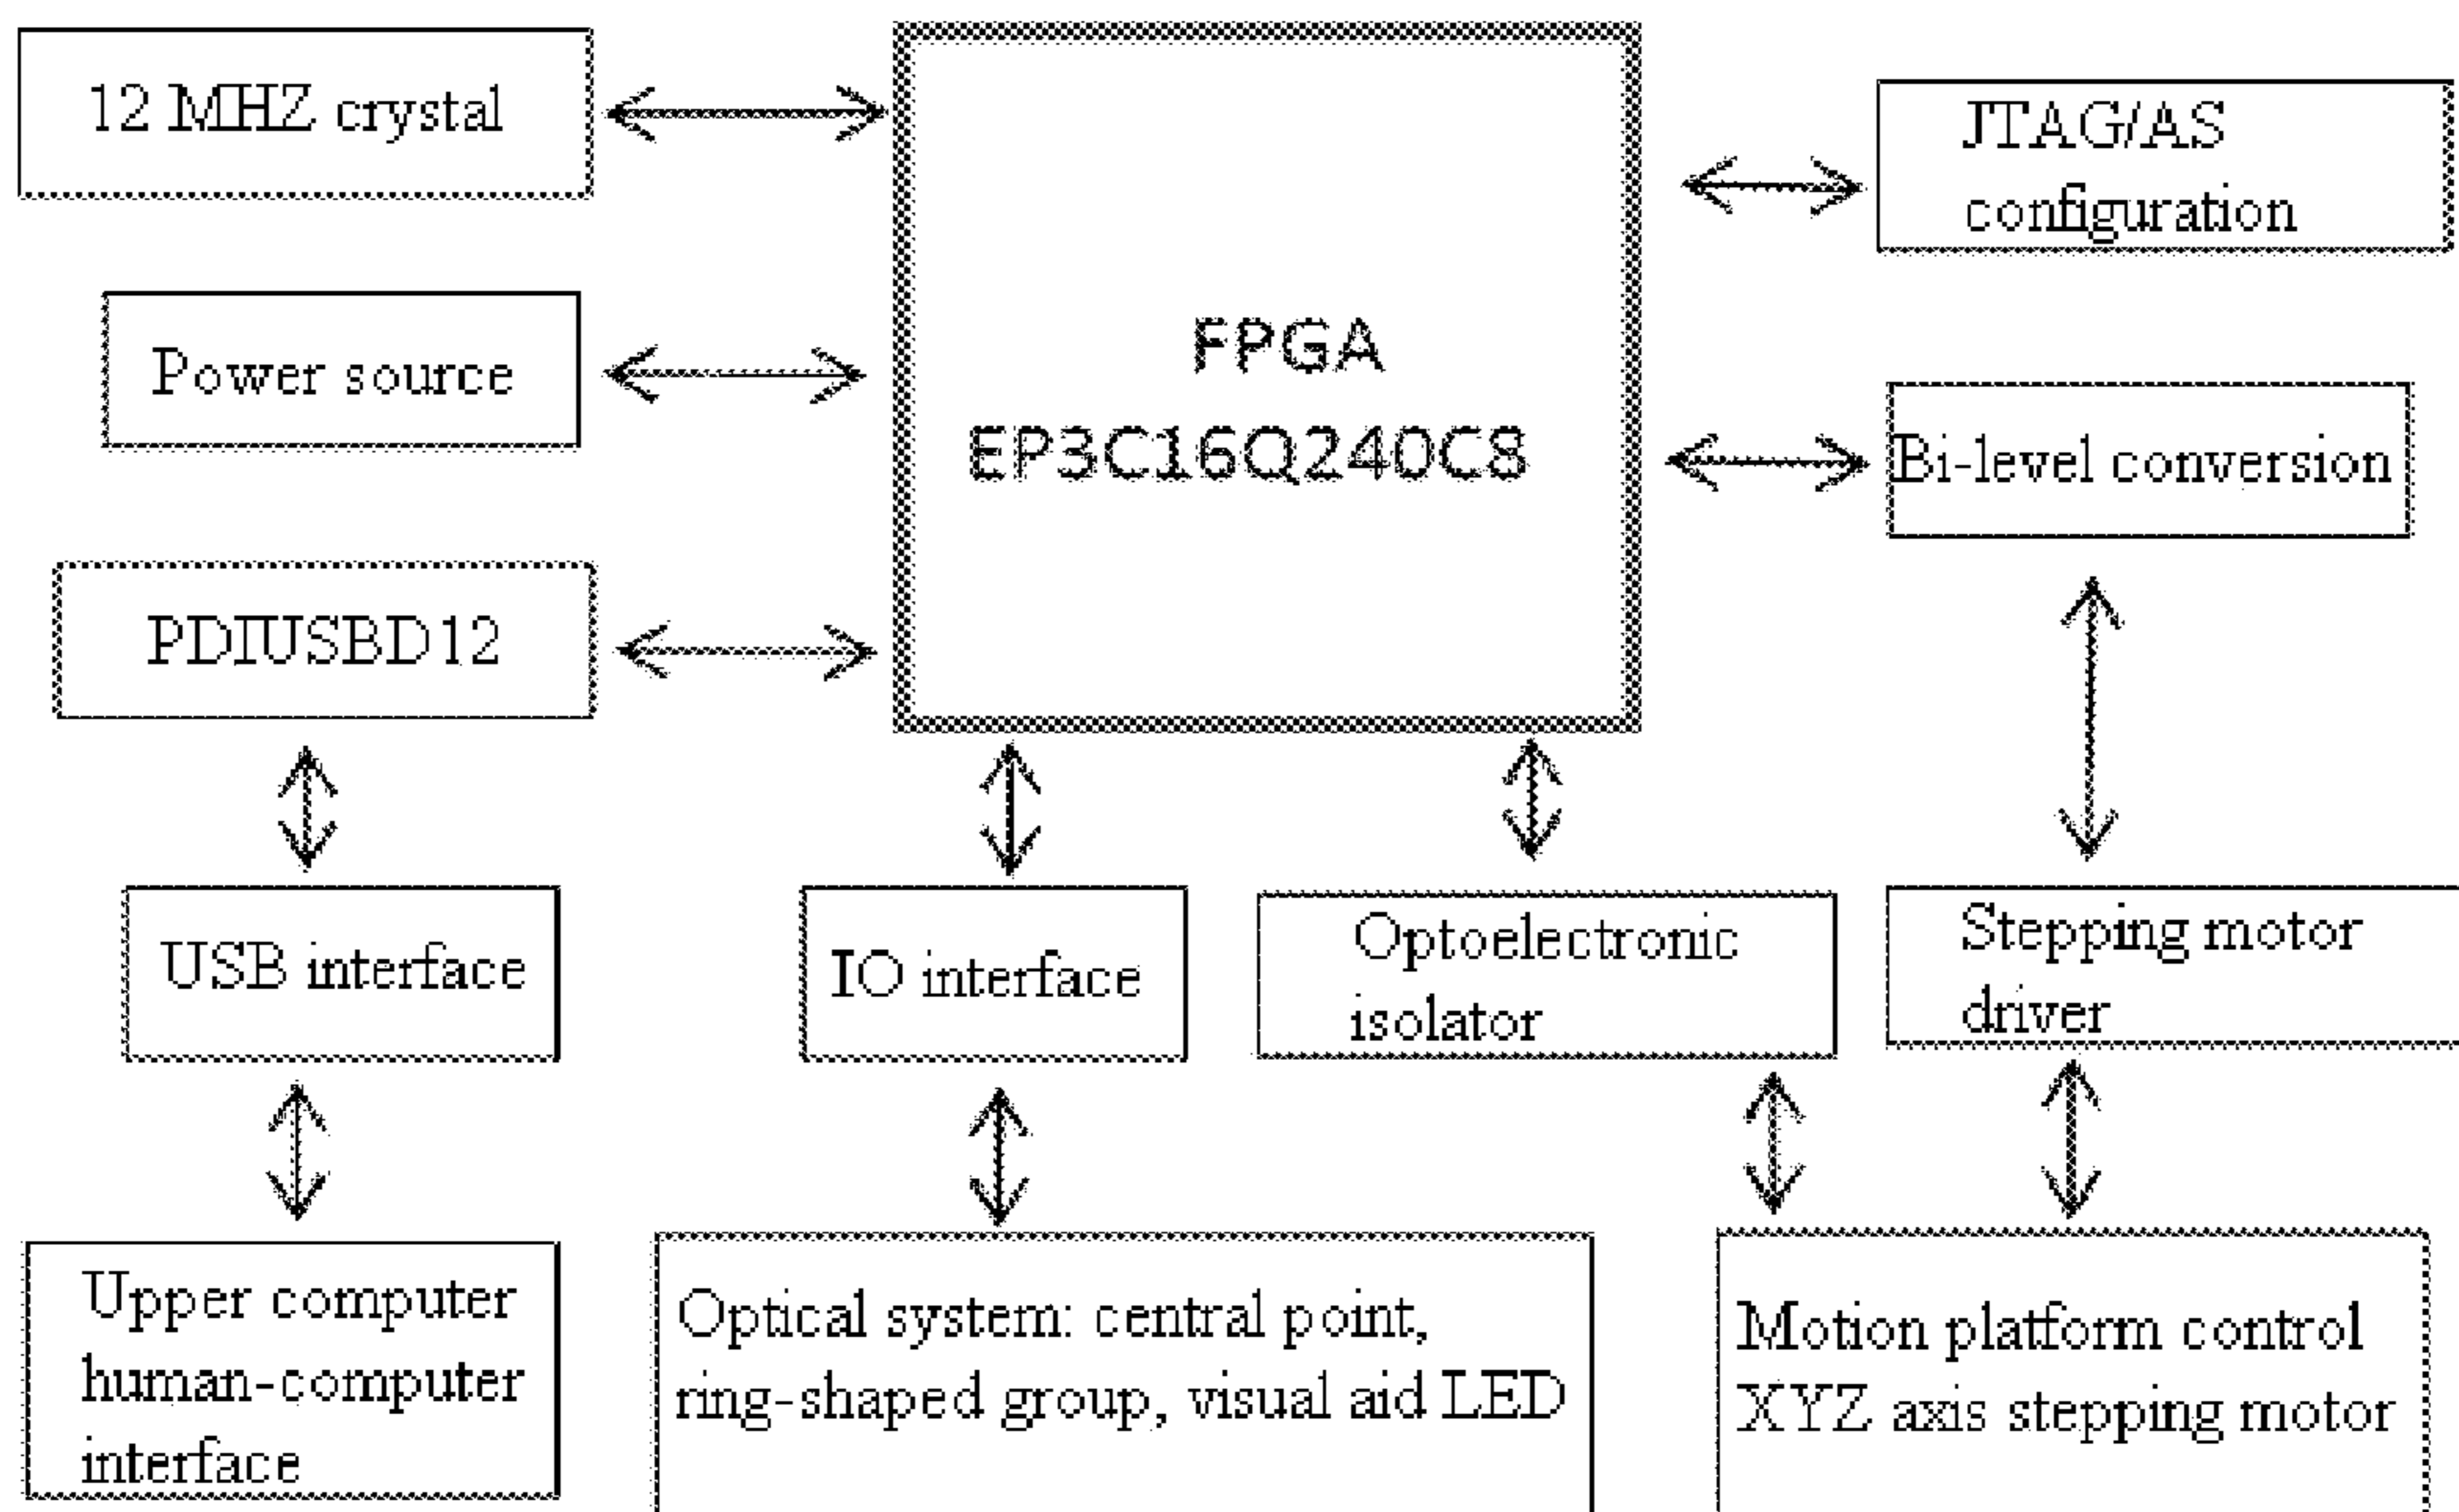 12 MHZ crystal
JTAG/AS
configuration
FPGA
EP3C16Q240C8
Power source
Bi-level conversion
PDIUSBD12
USB interface
IO interface
Optoelectronic
isolator
Stepping motor
driver
Upper computer
human-computer
interface
Optical system: central point,
ring-shaped group, visual aid LED
Motion platform control
XYZ axis stepping motor